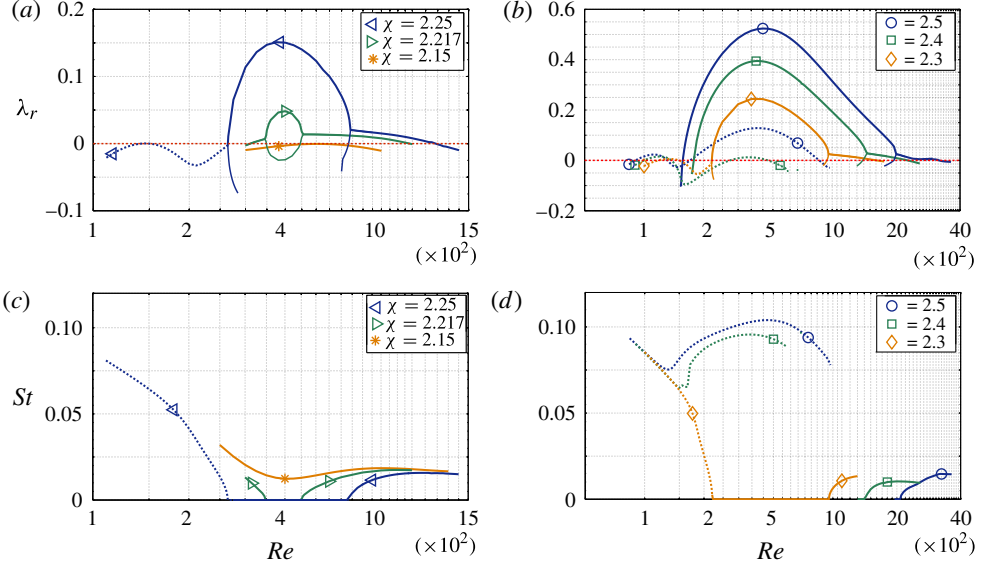 (a)
χ = 2.25
χ = 2.217
χ = 2.15
0.2
0.1
0
−0.1
λr
1 2 4 10 15
(×10²)
(b)
= 2.5
= 2.4
= 2.3
0.6
0.4
0.2
0
−0.2
1 2 5 10 20 40
(×10²)
(c)
χ = 2.25
χ = 2.217
χ = 2.15
0.10
0.05
0
St
1 2 4 10 15
Re
(×10²)
(d)
= 2.5
= 2.4
= 2.3
0.10
0.05
0
1 2 5 10 20 40
Re
(×10²)